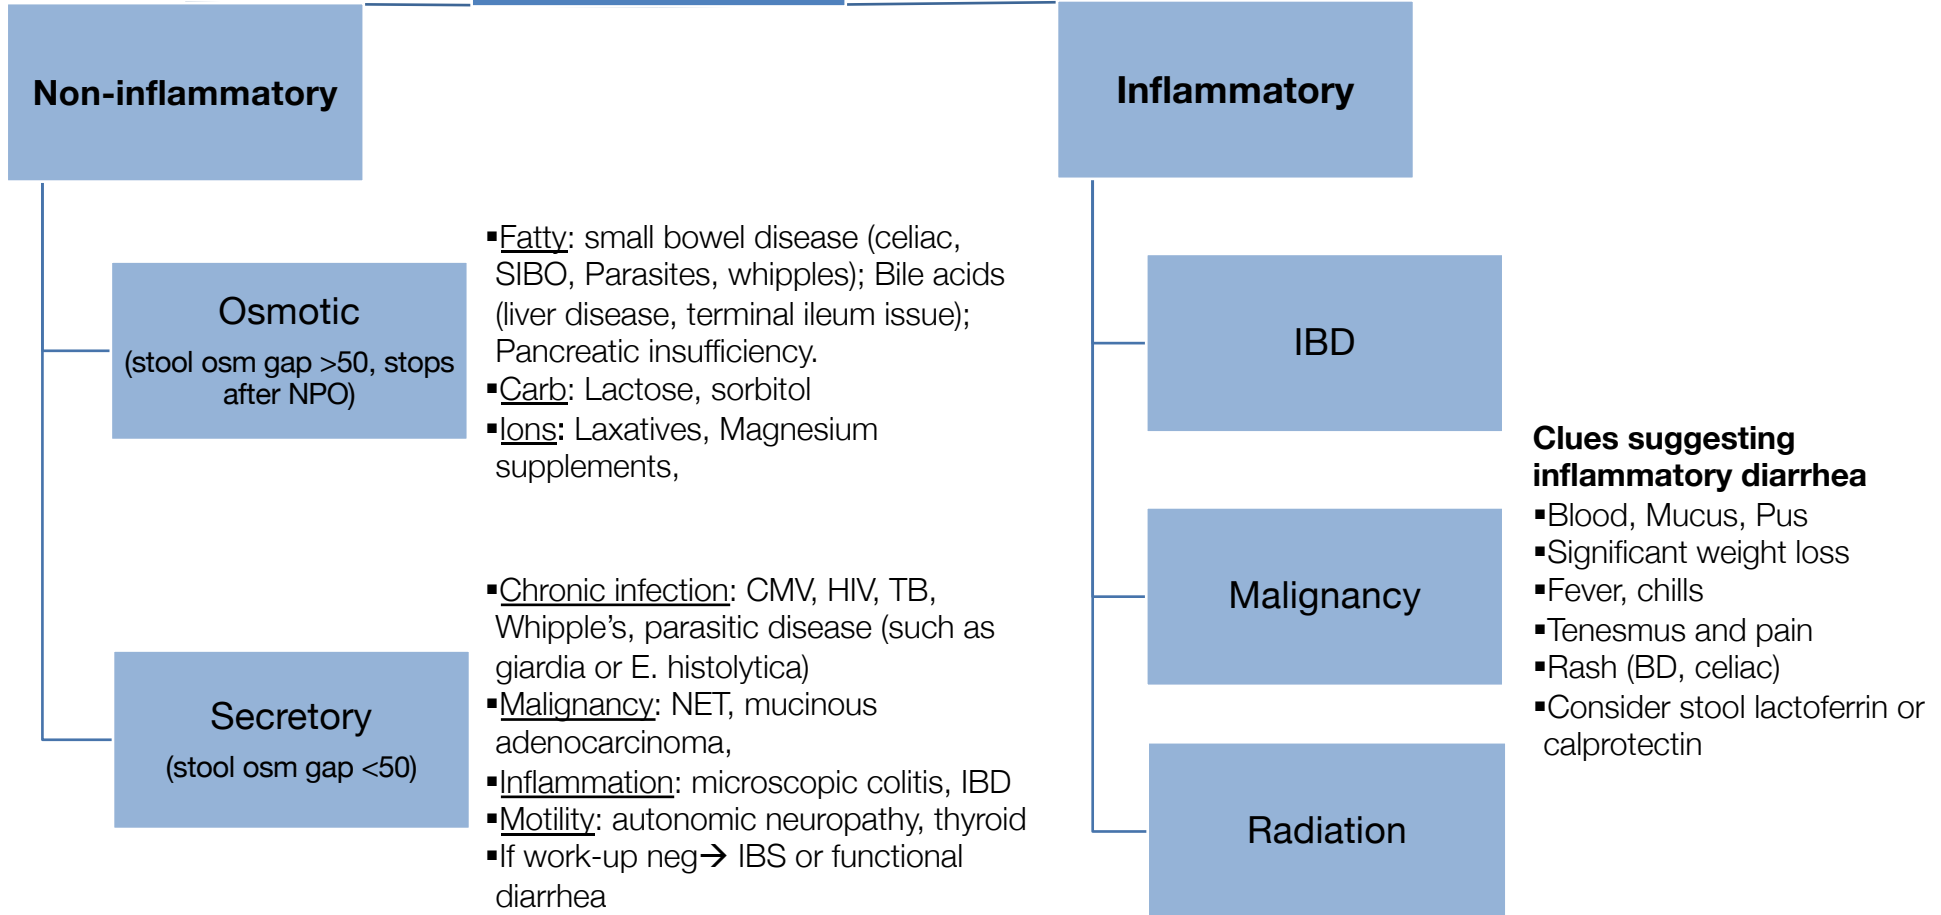 Non-inflammatory
Inflammatory
Osmotic
(stool osm gap >50, stops
after NPO)
▪Fatty: small bowel disease (celiac,
SIBO, Parasites, whipples); Bile acids
(liver disease, terminal ileum issue);
Pancreatic insufficiency.
▪Carb: Lactose, sorbitol
▪Ions: Laxatives, Magnesium
supplements,
Secretory
(stool osm gap <50)
▪Chronic infection: CMV, HIV, TB,
Whipple’s, parasitic disease (such as
giardia or E. histolytica)
▪Malignancy: NET, mucinous
adenocarcinoma,
▪Inflammation: microscopic colitis, IBD
▪Motility: autonomic neuropathy, thyroid
▪If work-up neg→ IBS or functional
diarrhea
IBD
Malignancy
Radiation
Clues suggesting
inflammatory diarrhea
▪Blood, Mucus, Pus
▪Significant weight loss
▪Fever, chills
▪Tenesmus and pain
▪Rash (BD, celiac)
▪Consider stool lactoferrin or
calprotectin